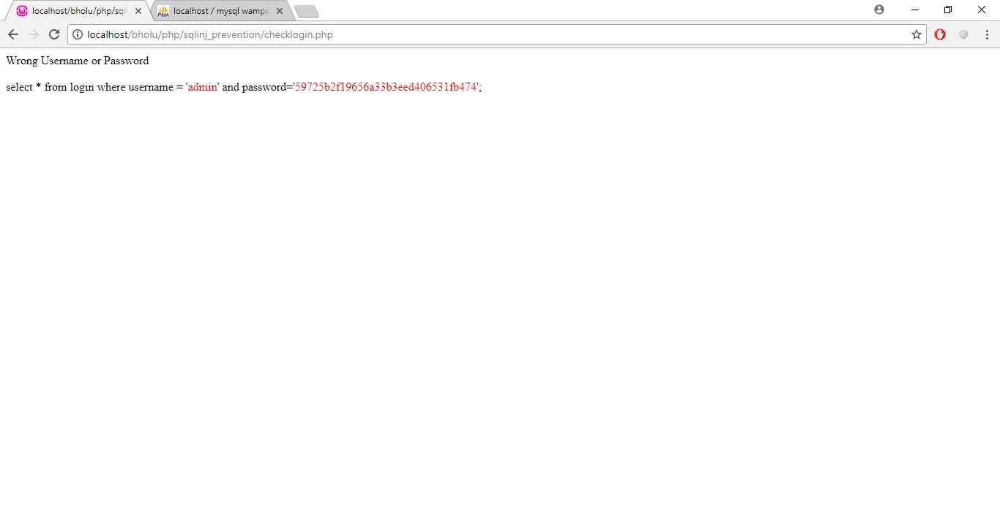 localhost/bholu/php/sqli
localhost / mysql wamps
localhost/bholu/php/sqlinj_prevention/checklogin.php
Wrong Username or Password
select * from login where username = 'admin' and password='59725b2f19656a33b3eed406531fb474';